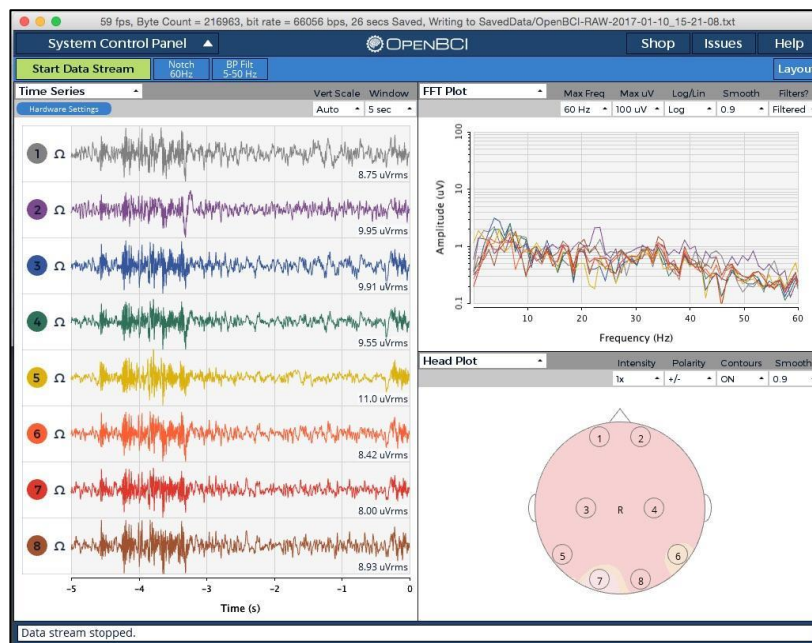 59 fps, Byte Count = 216963, bit rate = 66056 bps, 26 secs Saved, Writing to SavedData/OpenBCI-RAW-2017-01-10_15-21-08.txt
System Control Panel
OPENBCI
Shop Issues Help
Start Data Stream
Notch
60Hz
BP Filt
5-50 Hz
Layou
Time Series
Vert Scale Window
Hardware Settings
Auto 5 sec
1 Ω
8.75 uVrms
2 Ω
9.95 uVrms
3 Ω
9.91 uVrms
4 Ω
9.55 uVrms
5 Ω
11.0 uVrms
6 Ω
8.42 uVrms
7 Ω
8.00 uVrms
8 Ω
8.93 uVrms
-5 -4 -3 -2 -1 0
Time (s)
FFT Plot
Max Freq Max uV Log/Lin Smooth Filters?
60 Hz 100 uV Log 0.9 Filtered
100
10
1
0.1
Amplitude (uV)
10 20 30 40 50 60
Frequency (Hz)
Head Plot
Intensity Polarity Contours Smooth
1x +/- ON 0.9
1 2
3 R 4
5 6
7 8
Data stream stopped.